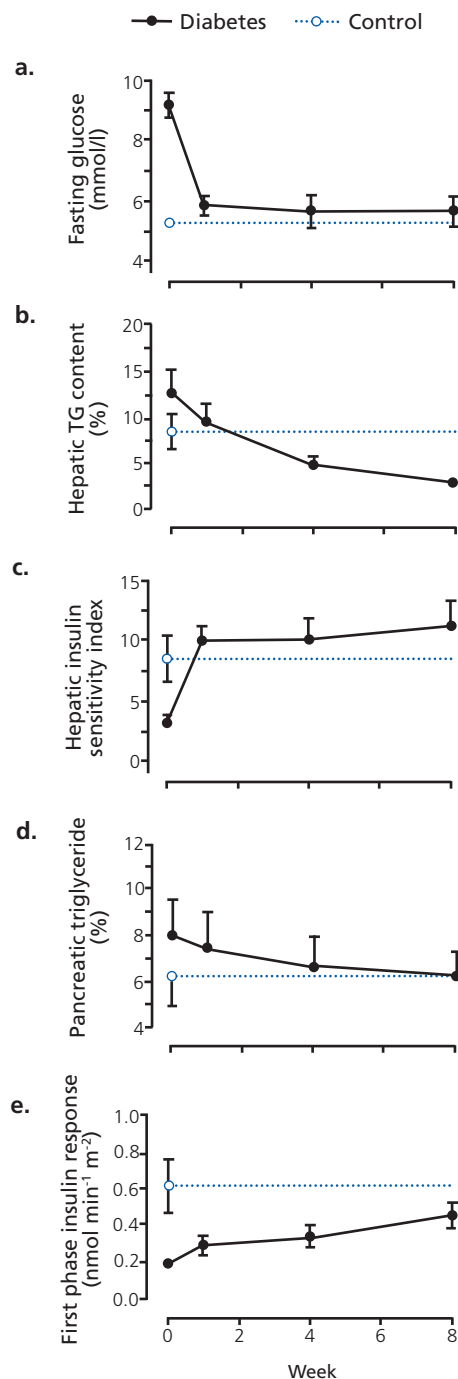 Diabetes Control
a.
Fasting glucose
(mmol/l)
10
8
6
4
b.
Hepatic TG content
(%)
20
15
10
5
0
c.
Hepatic insulin
sensitivity index
15
10
5
0
d.
Pancreatic triglyceride
(%)
12
10
8
6
4
e.
First phase insulin response
(nmol min⁻¹ m⁻²)
1.0
0.8
0.6
0.4
0.2
0.0
0 2 4 6 8
Week